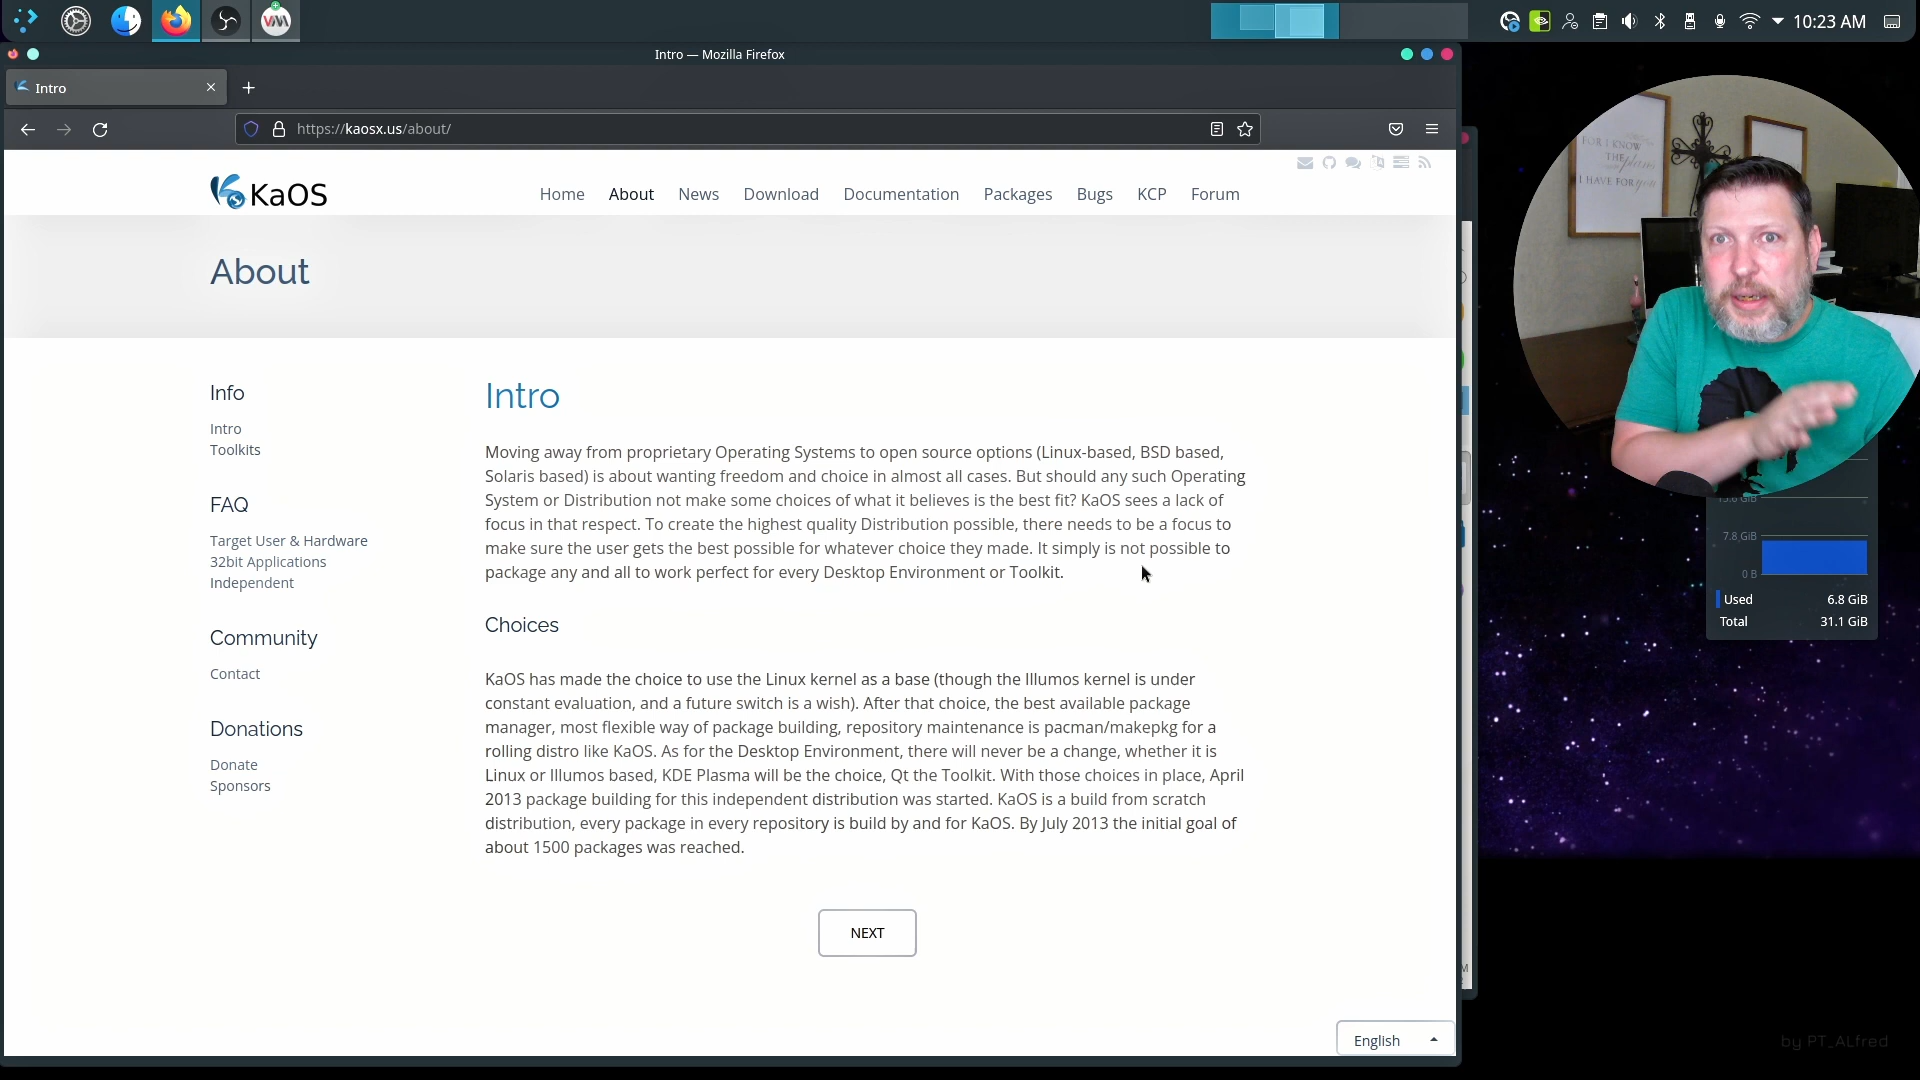 10:23 AM
Intro — Mozilla Firefox
Intro
https://kaosx.us/about/
KaOS
Home About News Download Documentation Packages Bugs KCP Forum
About
Info
Intro
Toolkits
FAQ
Target User & Hardware
32bit Applications
Independent
Community
Contact
Donations
Donate
Sponsors
Intro
Moving away from proprietary Operating Systems to open source options (Linux-based, BSD based,
Solaris based) is about wanting freedom and choice in almost all cases. But should any such Operating
System or Distribution not make some choices of what it believes is the best fit? KaOS sees a lack of
focus in that respect. To create the highest quality Distribution possible, there needs to be a focus to
make sure the user gets the best possible for whatever choice they made. It simply is not possible to
package any and all to work perfect for every Desktop Environment or Toolkit.
Choices
KaOS has made the choice to use the Linux kernel as a base (though the Illumos kernel is under
constant evaluation, and a future switch is a wish). After that choice, the best available package
manager, most flexible way of package building, repository maintenance is pacman/makepkg for a
rolling distro like KaOS. As for the Desktop Environment, there will never be a change, whether it is
Linux or Illumos based, KDE Plasma will be the choice, Qt the Toolkit. With those choices in place, April
2013 package building for this independent distribution was started. KaOS is a build from scratch
distribution, every package in every repository is build by and for KaOS. By July 2013 the initial goal of
about 1500 packages was reached.
NEXT
English
FOR I KNOW
THE plans
I HAVE FOR you
15.6 GiB
7.8 GiB
0 B
Used 6.8 GiB
Total 31.1 GiB
by PT_ALfred